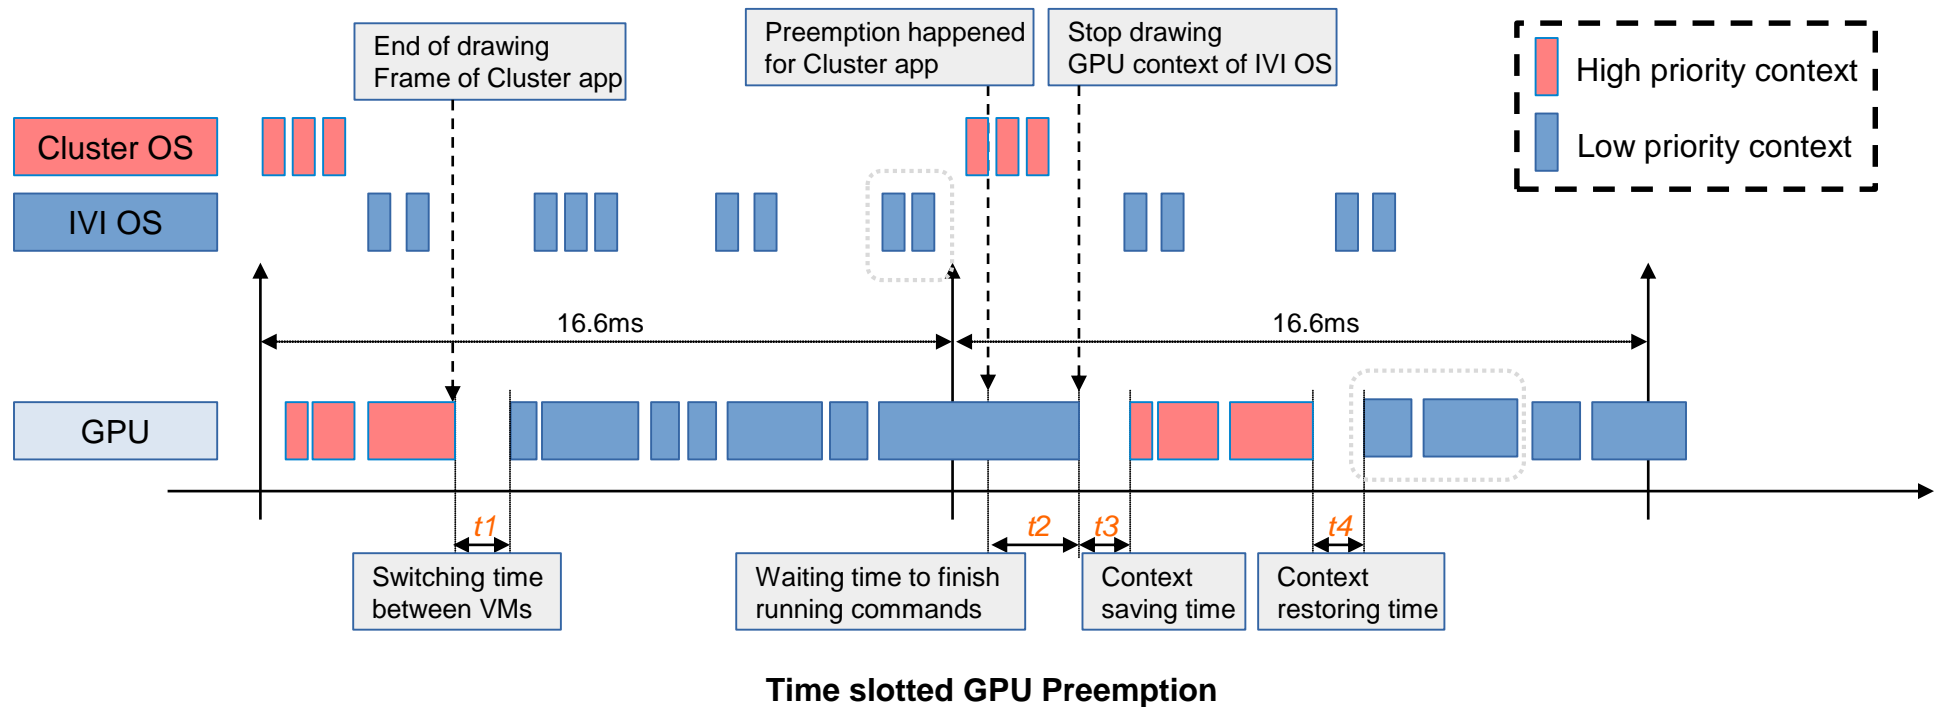 End of drawing
Frame of Cluster app
Preemption happened
for Cluster app
Stop drawing
GPU context of IVI OS
High priority context
Low priority context
Cluster OS
IVI OS
16.6ms
16.6ms
GPU
t1
t2
t3
t4
Switching time
between VMs
Waiting time to finish
running commands
Context
saving time
Context
restoring time
Time slotted GPU Preemption